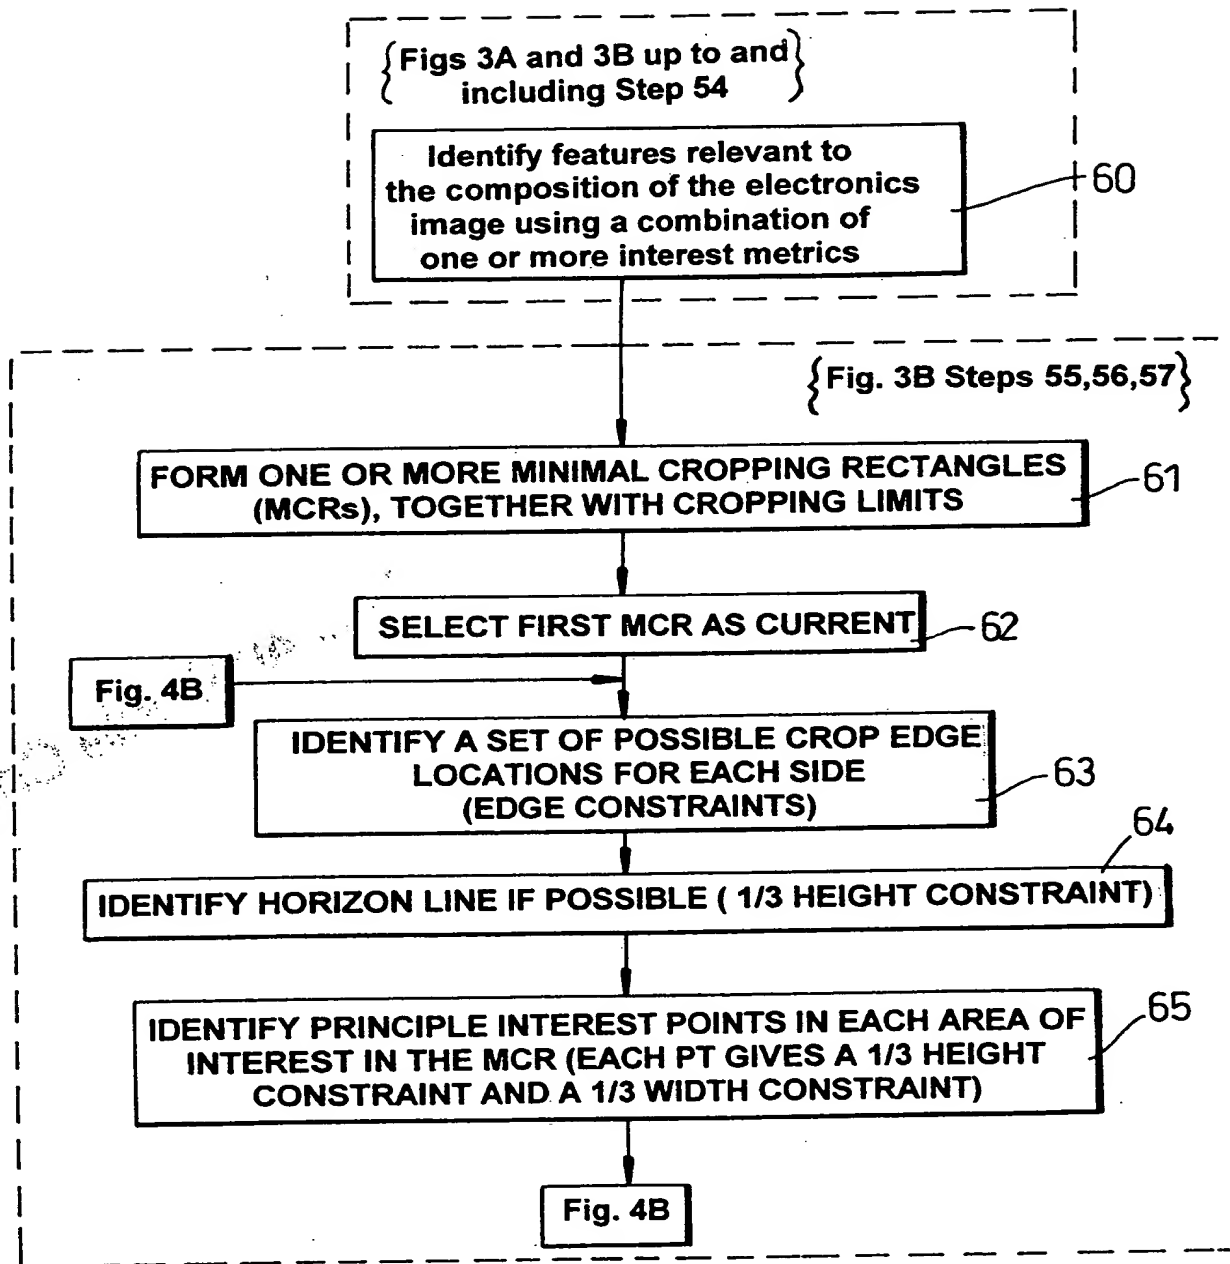 {Figs 3A and 3B up to and
including Step 54}
Identify features relevant to
the composition of the electronics
image using a combination of
one or more interest metrics
60
{Fig. 3B Steps 55,56,57}
FORM ONE OR MORE MINIMAL CROPPING RECTANGLES
(MCRs), TOGETHER WITH CROPPING LIMITS
61
SELECT FIRST MCR AS CURRENT
62
Fig. 4B
IDENTIFY A SET OF POSSIBLE CROP EDGE
LOCATIONS FOR EACH SIDE
(EDGE CONSTRAINTS)
63
64
IDENTIFY HORIZON LINE IF POSSIBLE ( 1/3 HEIGHT CONSTRAINT)
IDENTIFY PRINCIPLE INTEREST POINTS IN EACH AREA OF
INTEREST IN THE MCR (EACH PT GIVES A 1/3 HEIGHT
CONSTRAINT AND A 1/3 WIDTH CONSTRAINT)
65
Fig. 4B